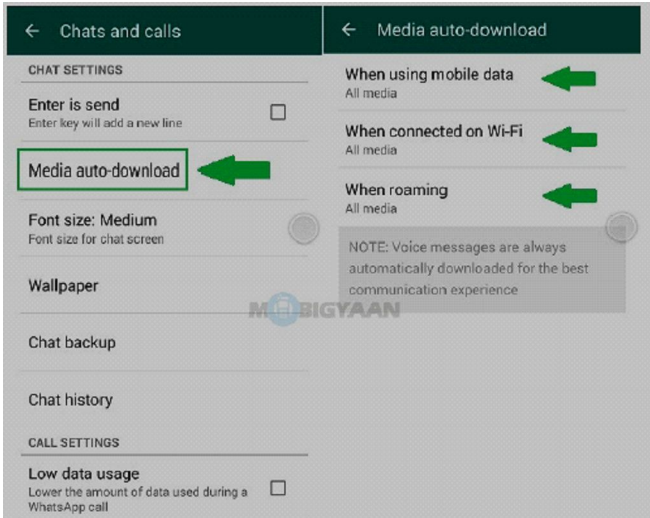 Chats and calls
CHAT SETTINGS
Enter is send
Enter key will add a new line
Media auto-download
Font size: Medium
Font size for chat screen
Wallpaper
Chat backup
Chat history
CALL SETTINGS
Low data usage
Lower the amount of data used during a
WhatsApp call
Media auto-download
When using mobile data
All media
When connected on Wi-Fi
All media
When roaming
All media
NOTE: Voice messages are always
automatically downloaded for the best
communication experience
MOBIGYAAN